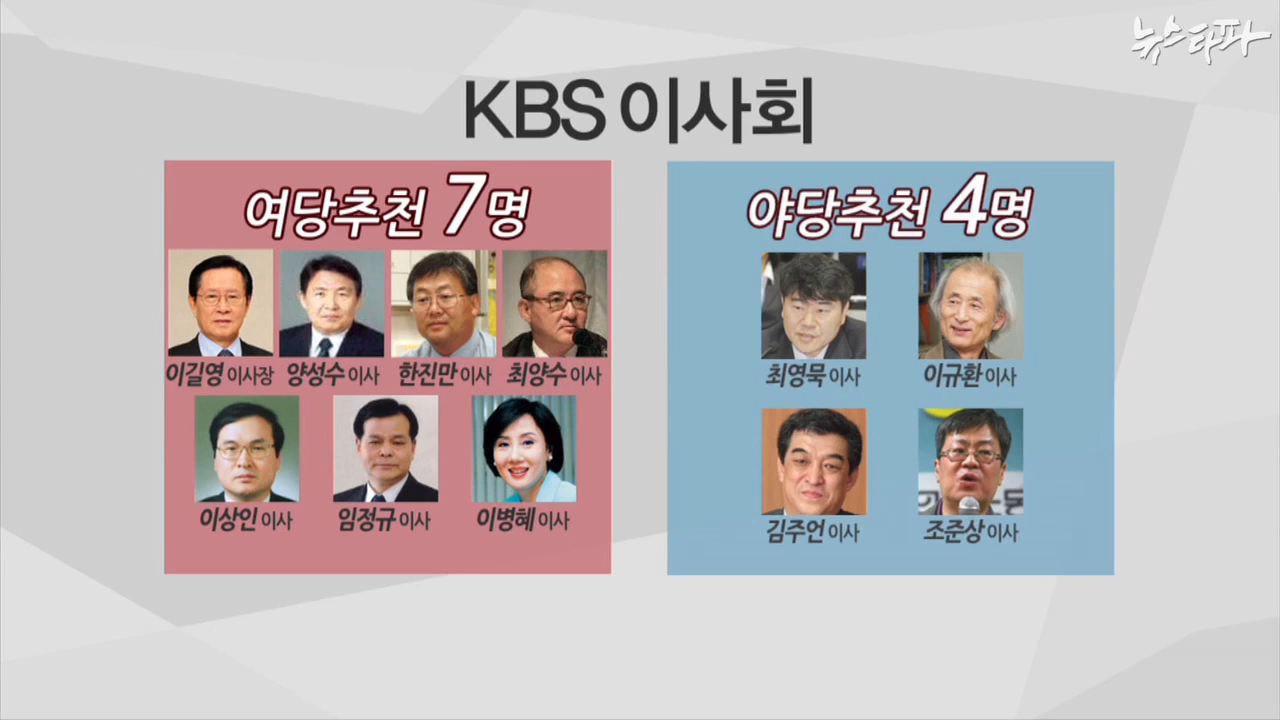 뉴스타파
KBS 이사회
여당추천 7명
이길영 이사장 양성수 이사 한진만 이사 최양수 이사
이상인 이사 임정규 이사 이병혜 이사
야당추천 4명
최영묵 이사 이규환 이사
김주언 이사 조준상 이사